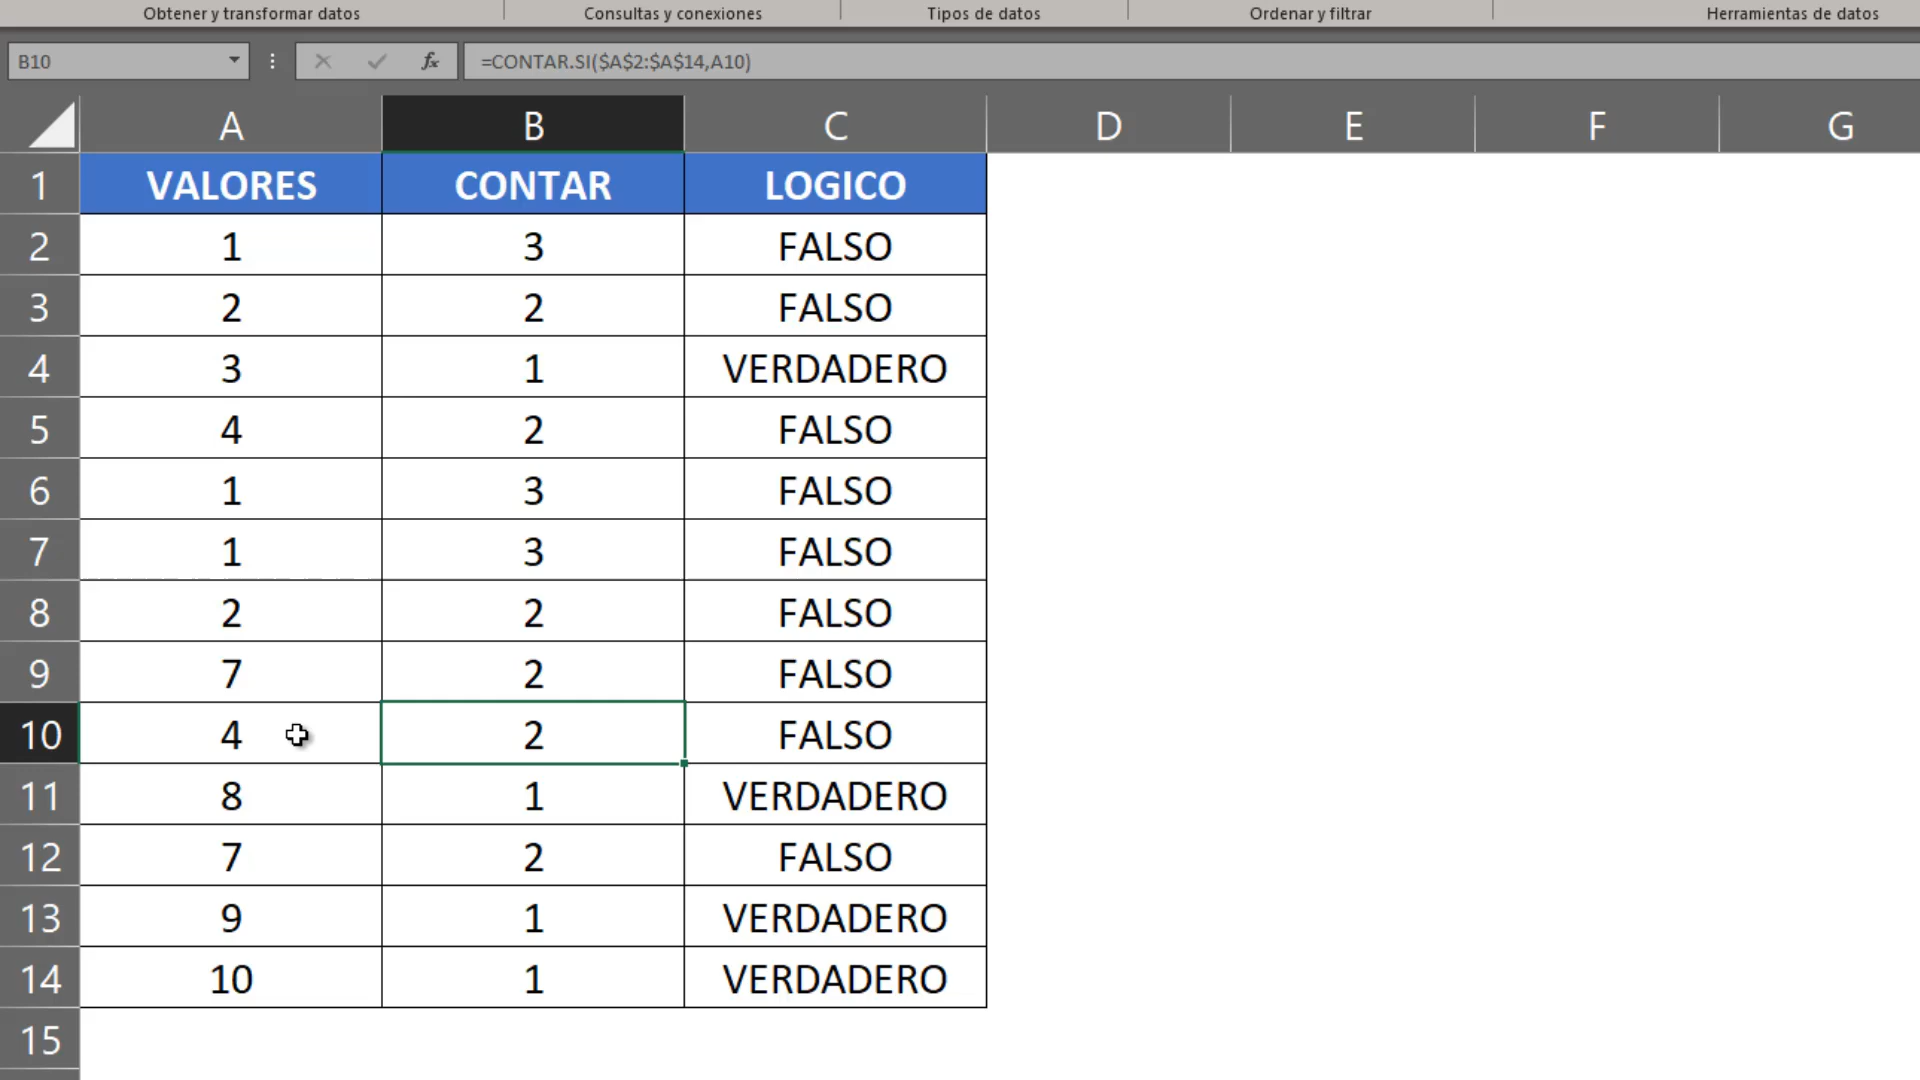 Obtener y transformar datos Consultas y conexiones Tipos de datos Ordenar y filtrar Herramientas de datos
B10 fx =CONTAR.SI($A$2:$A$14,A10)
A B C D E F G
1 VALORES CONTAR LOGICO
2 1 3 FALSO
3 2 2 FALSO
4 3 1 VERDADERO
5 4 2 FALSO
6 1 3 FALSO
7 1 3 FALSO
8 2 2 FALSO
9 7 2 FALSO
10 4 2 FALSO
11 8 1 VERDADERO
12 7 2 FALSO
13 9 1 VERDADERO
14 10 1 VERDADERO
15